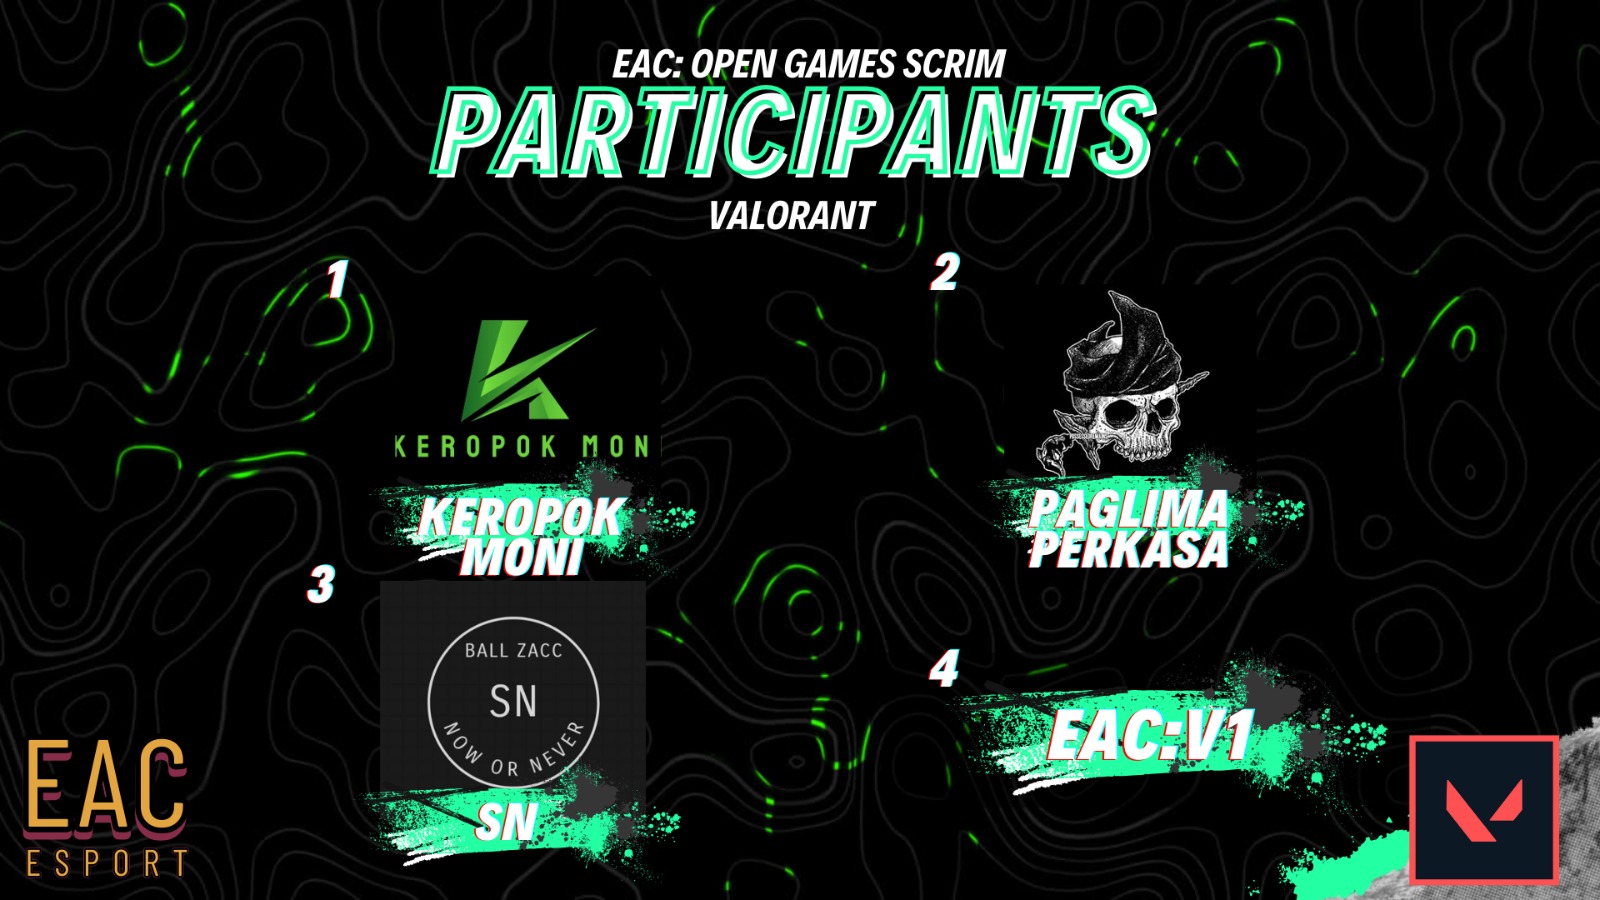 EAC: OPEN GAMES SCRIM
PARTICIPANTS
VALORANT
1
KEROPOK MON
KEROPOK
MONI
2
PAGLIMA
PERKASA
3
BALL ZACC
SN
NOW OR NEVER
SN
4
EAC:V1
EAC
ESPORT